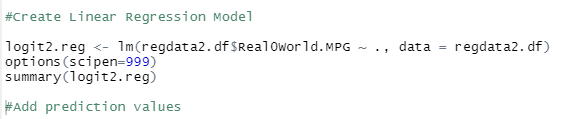 #Create Linear Regression Model
logit2.reg <- lm(regdata2.df$RealOworld.MPG ~ ., data = regdata2.df)
options(scipen=999)
summary(logit2.reg)
#Add prediction values